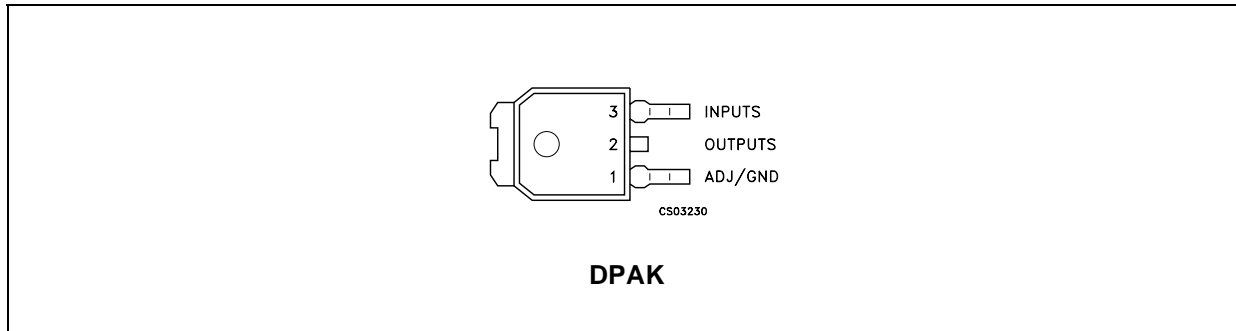 3 INPUTS
2 OUTPUTS
1 ADJ/GND
CS03230
DPAK